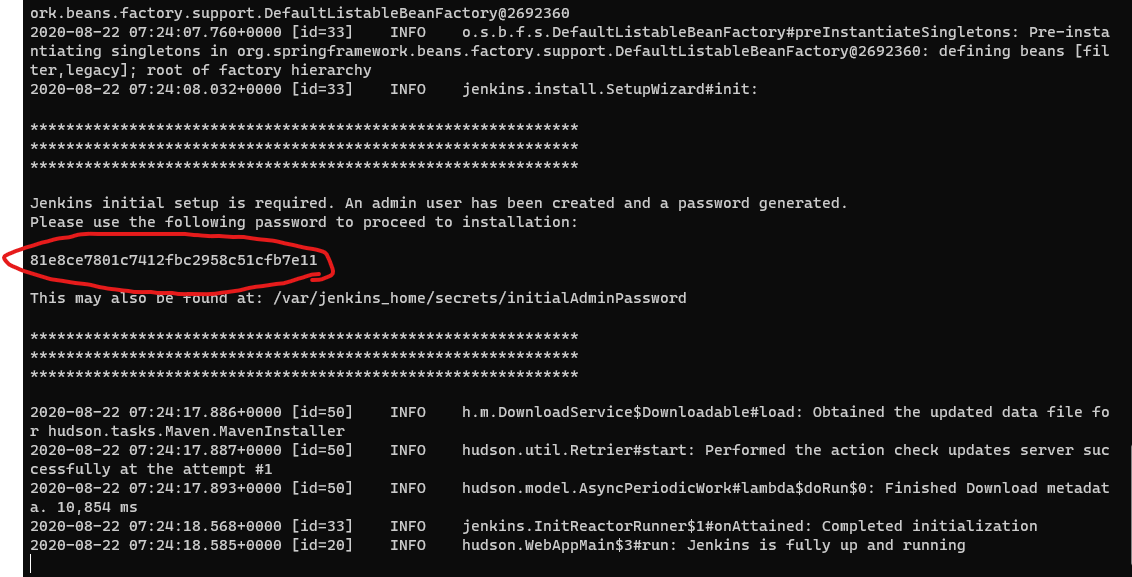 ork.beans.factory.support.DefaultListableBeanFactory@2692360
2020-08-22 07:24:07.760+0000 [id=33]    INFO    o.s.b.f.s.DefaultListableBeanFactory#preInstantiateSingletons: Pre-insta
ntiating singletons in org.springframework.beans.factory.support.DefaultListableBeanFactory@2692360: defining beans [fil
ter,legacy]; root of factory hierarchy
2020-08-22 07:24:08.032+0000 [id=33]    INFO    jenkins.install.SetupWizard#init:
*************************************************************
*************************************************************
*************************************************************
Jenkins initial setup is required. An admin user has been created and a password generated.
Please use the following password to proceed to installation:
81e8ce7801c7412fbc2958c51cfb7e11
This may also be found at: /var/jenkins_home/secrets/initialAdminPassword
*************************************************************
*************************************************************
*************************************************************
2020-08-22 07:24:17.886+0000 [id=50]    INFO    h.m.DownloadService$Downloadable#load: Obtained the updated data file fo
r hudson.tasks.Maven.MavenInstaller
2020-08-22 07:24:17.887+0000 [id=50]    INFO    hudson.util.Retrier#start: Performed the action check updates server suc
cessfully at the attempt #1
2020-08-22 07:24:17.893+0000 [id=50]    INFO    hudson.model.AsyncPeriodicWork#lambda$doRun$0: Finished Download metadat
a. 10,854 ms
2020-08-22 07:24:18.568+0000 [id=33]    INFO    jenkins.InitReactorRunner$1#onAttained: Completed initialization
2020-08-22 07:24:18.585+0000 [id=20]    INFO    hudson.WebAppMain$3#run: Jenkins is fully up and running